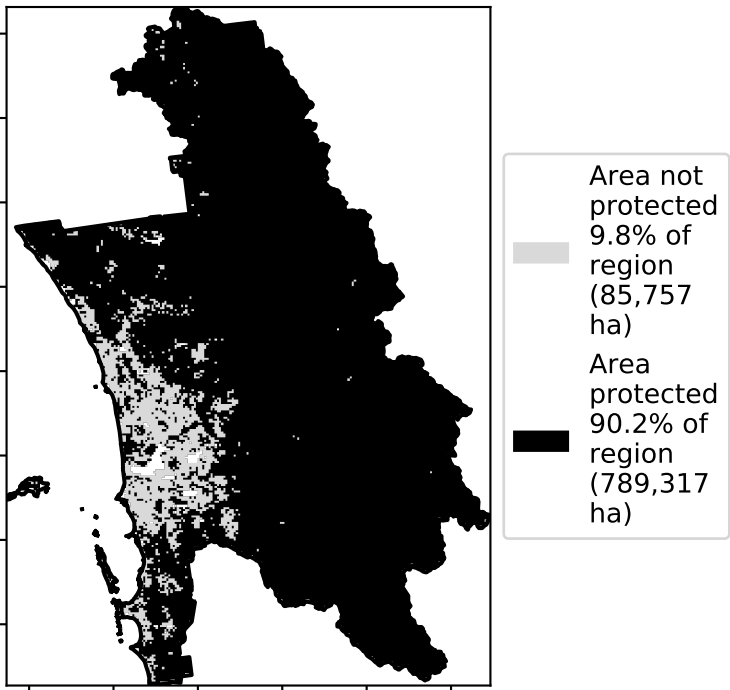 Area not
protected
9.8% of
region
(85,757
ha)
Area
protected
90.2% of
region
(789,317
ha)